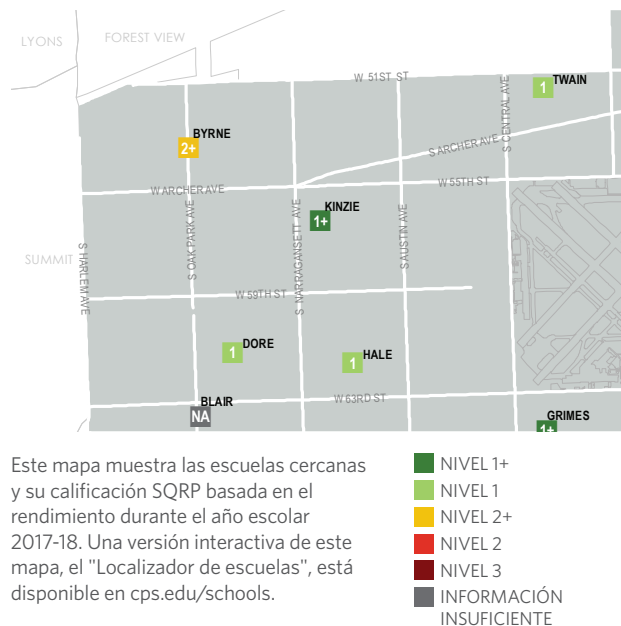 LYONS
FOREST VIEW
W 51ST ST
TWAIN
1
S CENTRAL AVE
BYRNE
2+
S ARCHER AVE
W ARCHER AVE
W 55TH ST
KINZIE
1+
S HARLEM AVE
S OAK PARK AVE
S NARRAGANSETT AVE
S AUSTIN AVE
SUMMIT
W 59TH ST
DORE
1
HALE
1
BLAIR
NA
W 63RD ST
GRIMES
1+
Este mapa muestra las escuelas cercanas
y su calificación SQRP basada en el
rendimiento durante el año escolar
2017-18. Una versión interactiva de este
mapa, el "Localizador de escuelas", está
disponible en cps.edu/schools.
NIVEL 1+
NIVEL 1
NIVEL 2+
NIVEL 2
NIVEL 3
INFORMACIÓN
INSUFICIENTE